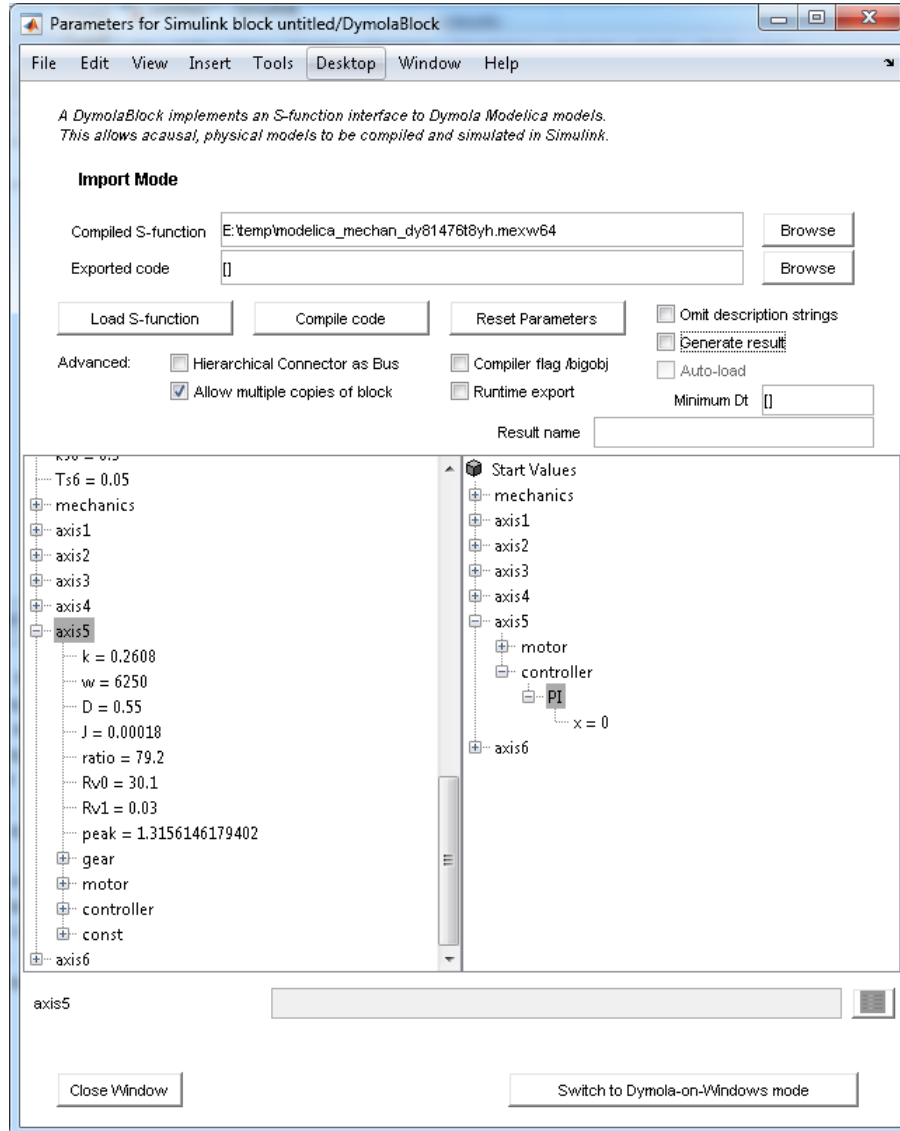 Parameters for Simulink block untitled/DymolaBlock
File Edit View Insert Tools Desktop Window Help
A DymolaBlock implements an S-function interface to Dymola Modelica models.
This allows acausal, physical models to be compiled and simulated in Simulink.
Import Mode
Compiled S-function E:\temp\modelica_mechan_dy81476t8yh.mexw64 Browse
Exported code [] Browse
Load S-function Compile code Reset Parameters Omit description strings
Generate result
Advanced: Hierarchical Connector as Bus Compiler flag /bigobj Auto-load
Allow multiple copies of block Runtime export Minimum Dt []
Result name
Ts6 = 0.05
mechanics
axis1
axis2
axis3
axis4
axis5
k = 0.2608
w = 6250
D = 0.55
J = 0.00018
ratio = 79.2
Rv0 = 30.1
Rv1 = 0.03
peak = 1.3156146179402
gear
motor
controller
const
axis6
Start Values
mechanics
axis1
axis2
axis3
axis4
axis5
motor
controller
PI
x = 0
axis6
axis5
Close Window Switch to Dymola-on-Windows mode